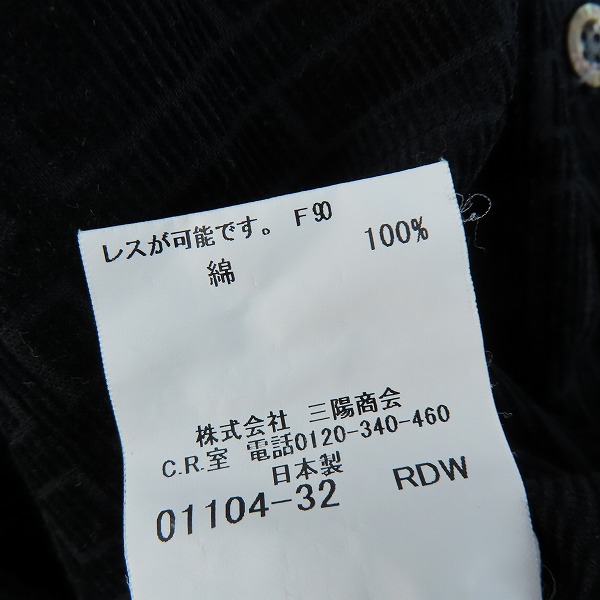 レスが可能です。 F90
綿 100%
株式会社 三陽商会
C.R.室 電話0120-340-460
日本製
01104-32 RDW